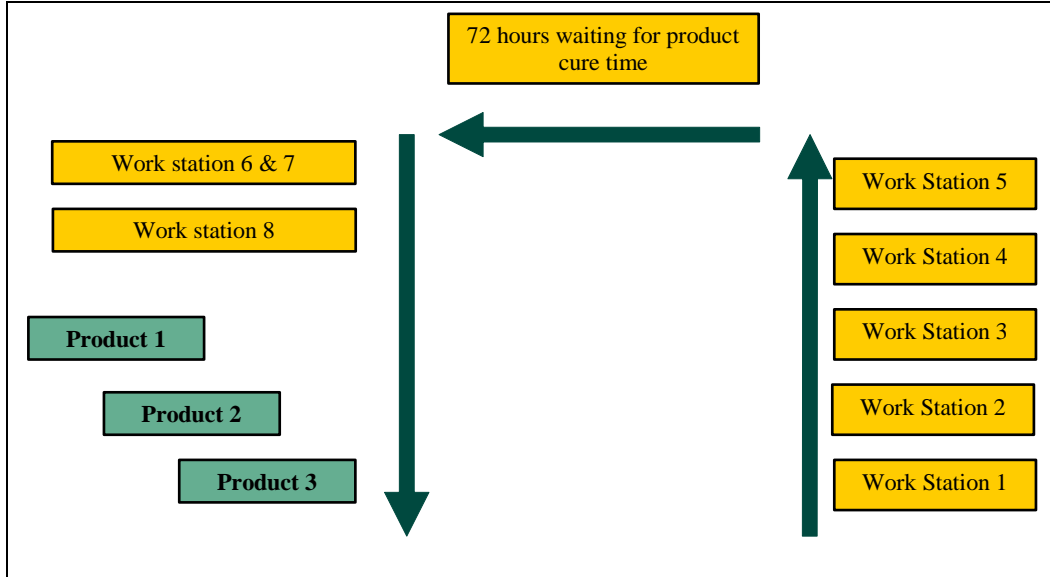 72 hours waiting for product
cure time
Work station 6 & 7
Work station 8
Product 1
Product 2
Product 3
Work Station 5
Work Station 4
Work Station 3
Work Station 2
Work Station 1